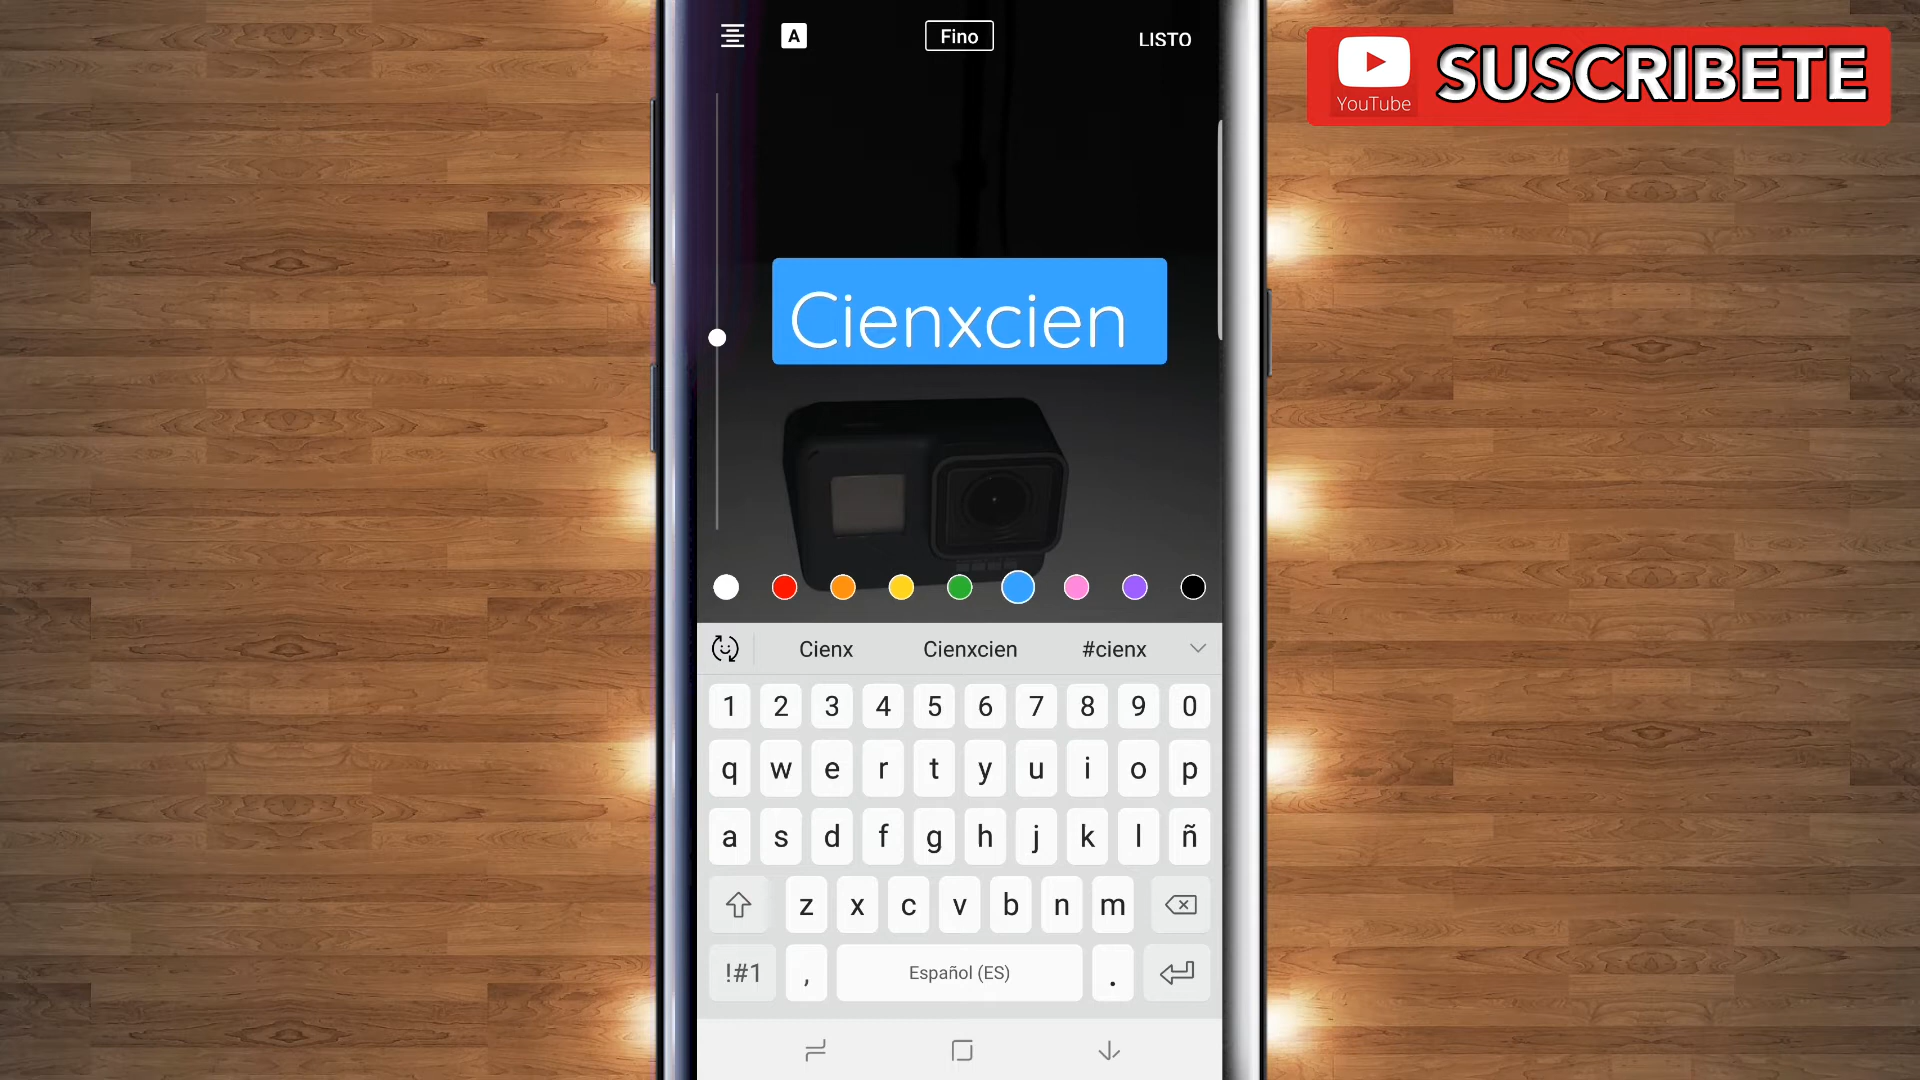 A Fino LISTO
YouTube SUSCRIBETE
Cienxcien
Cienx Cienxcien #cienx
1 2 3 4 5 6 7 8 9 0
q w e r t y u i o p
a s d f g h j k l ñ
z x c v b n m
!#1 , Español (ES) .